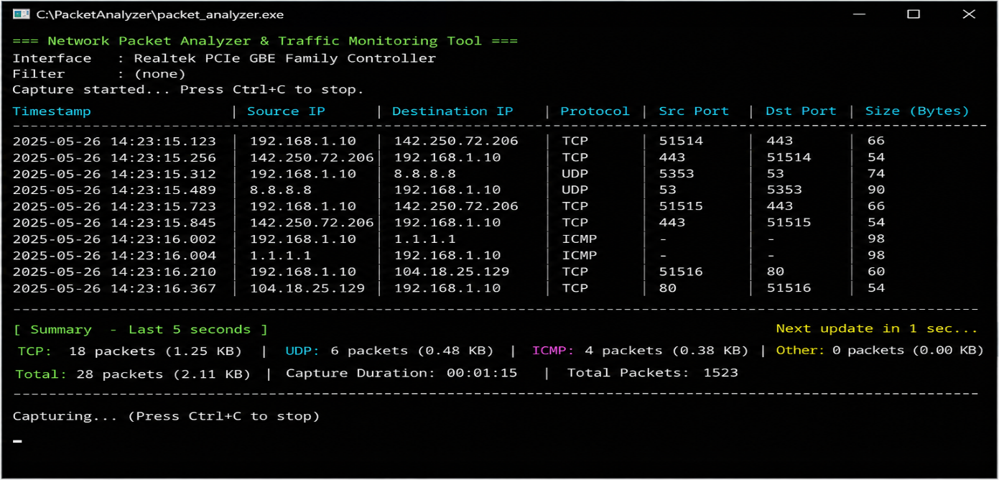 C:\PacketAnalyzer\packet_analyzer.exe
=== Network Packet Analyzer & Traffic Monitoring Tool ===
Interface : Realtek PCIe GBE Family Controller
Filter : (none)
Capture started... Press Ctrl+C to stop.
Timestamp | Source IP | Destination IP | Protocol | Src Port | Dst Port | Size (Bytes)
2025-05-26 14:23:15.123 | 192.168.1.10 | 142.250.72.206 | TCP | 51514 | 443 | 66
2025-05-26 14:23:15.256 | 142.250.72.206 | 192.168.1.10 | TCP | 443 | 51514 | 54
2025-05-26 14:23:15.312 | 192.168.1.10 | 8.8.8.8 | UDP | 5353 | 53 | 74
2025-05-26 14:23:15.489 | 8.8.8.8 | 192.168.1.10 | UDP | 53 | 5353 | 90
2025-05-26 14:23:15.723 | 192.168.1.10 | 142.250.72.206 | TCP | 51515 | 443 | 66
2025-05-26 14:23:15.845 | 142.250.72.206 | 192.168.1.10 | TCP | 443 | 51515 | 54
2025-05-26 14:23:16.002 | 192.168.1.10 | 1.1.1.1 | ICMP | - | - | 98
2025-05-26 14:23:16.004 | 1.1.1.1 | 192.168.1.10 | ICMP | - | - | 98
2025-05-26 14:23:16.210 | 192.168.1.10 | 104.18.25.129 | TCP | 51516 | 80 | 60
2025-05-26 14:23:16.367 | 104.18.25.129 | 192.168.1.10 | TCP | 80 | 51516 | 54
[ Summary - Last 5 seconds ] Next update in 1 sec...
TCP: 18 packets (1.25 KB) | UDP: 6 packets (0.48 KB) | ICMP: 4 packets (0.38 KB) | Other: 0 packets (0.00 KB)
Total: 28 packets (2.11 KB) | Capture Duration: 00:01:15 | Total Packets: 1523
Capturing... (Press Ctrl+C to stop)